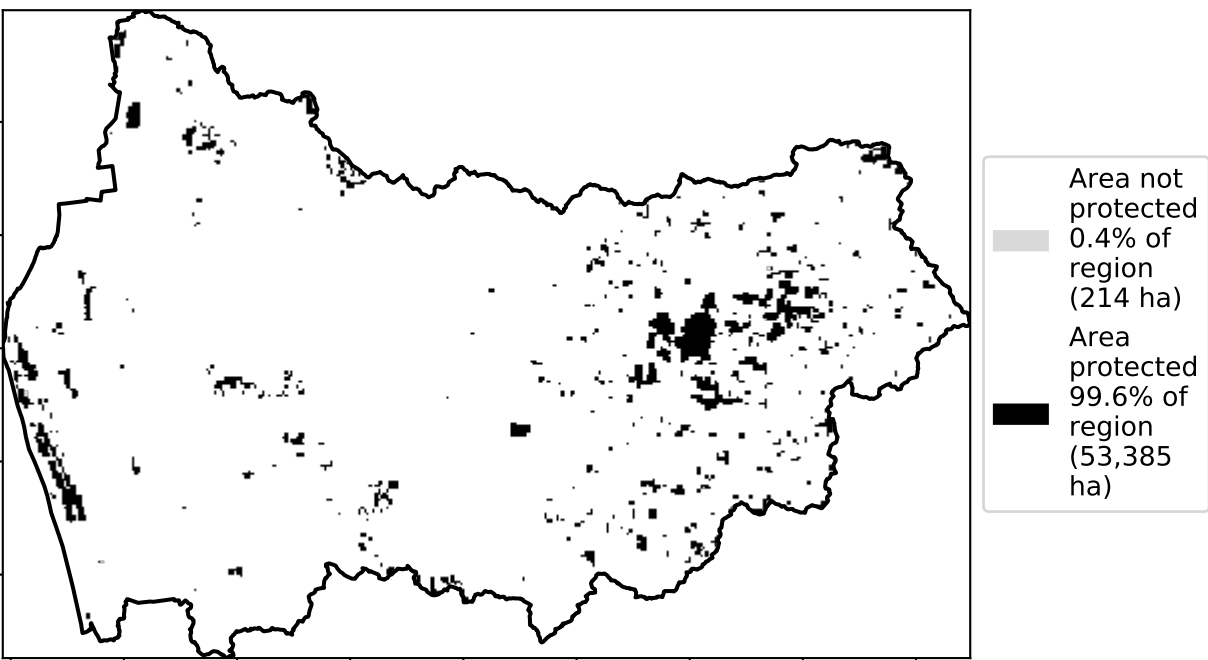 Area not
protected
0.4% of
region
(214 ha)
Area
protected
99.6% of
region
(53,385
ha)